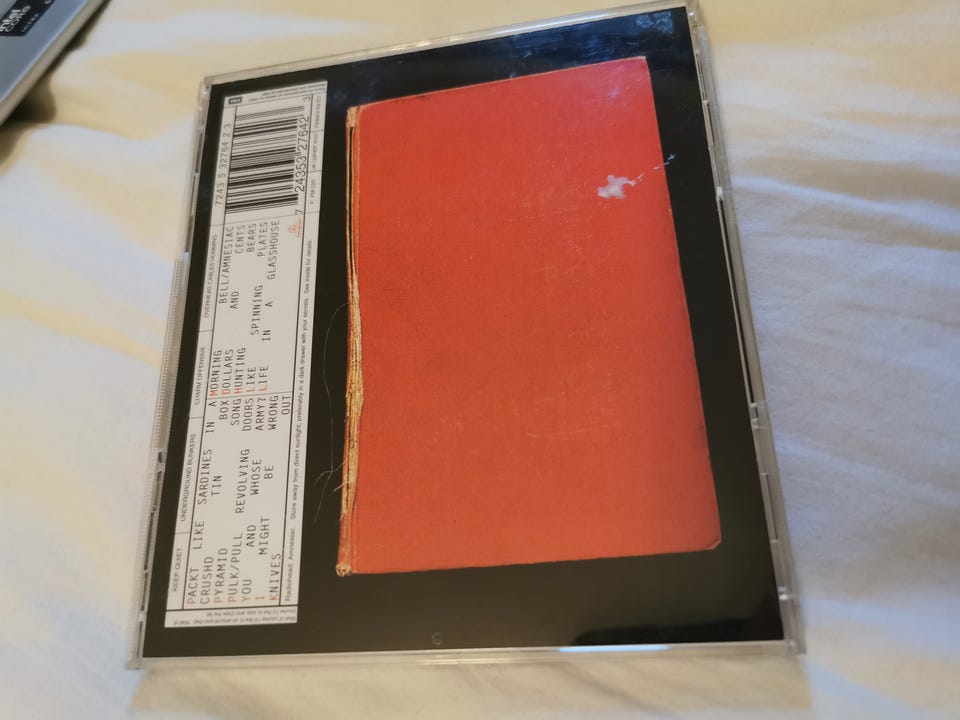 KEEP QUIET UNDERGROUND BUNKERS CHARM OFFENSIVE OVERHEAD CABLES HUMMING
PACKT LIKE SARDINES IN A MORNING BELL/AMNESIAC
CRUSHD TIN BOX DOLLARS AND CENTS
PYRAMID SONG HUNTING BEARS
PULK/PULL REVOLVING DOORS LIKE SPINNING PLATES
YOU AND WHOSE ARMY? LIFE IN A GLASSHOUSE
I MIGHT BE WRONG
KNIVES OUT
Radiohead: Amnesiac. Store away from direct sunlight, preferably in a dark drawer with your secrets. See inside for details.
7243 5 32764 2 3
7 24353 27642 3
EMI
CORE
ULTRA